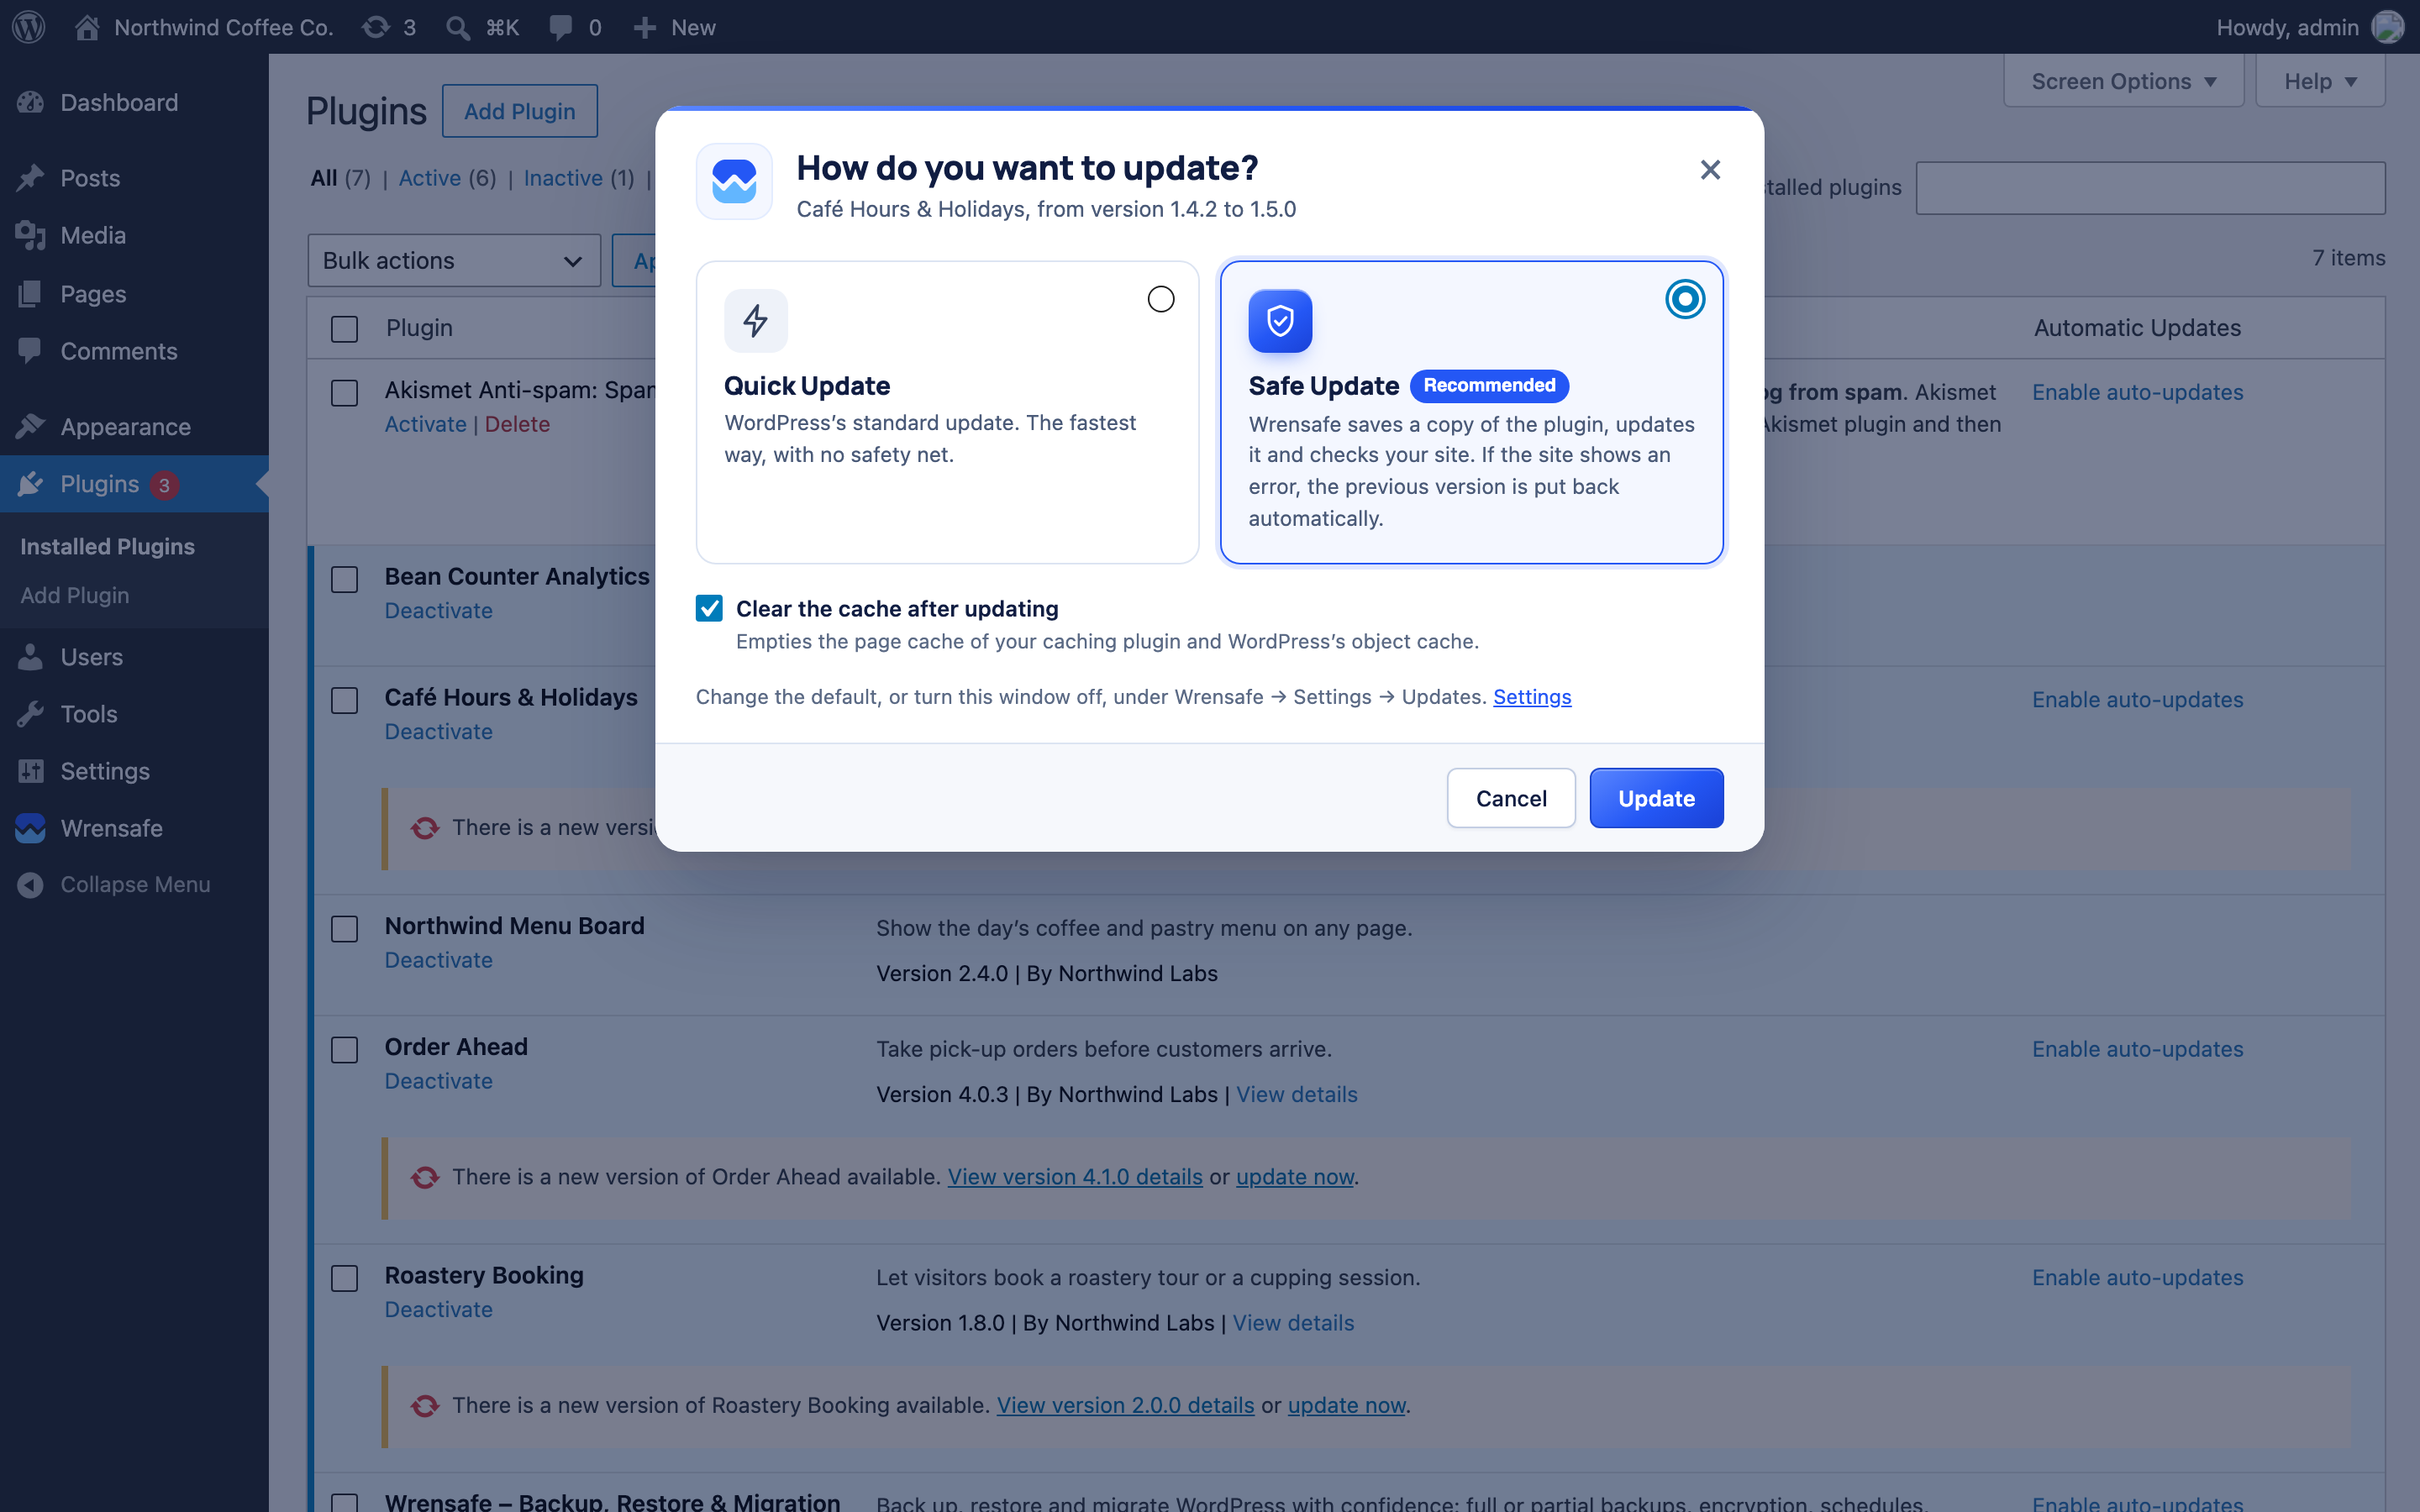 Northwind Coffee Co. 3 ⌘K 0 New Howdy, admin
Dashboard
Posts
Media
Pages
Comments
Appearance
Plugins 3
Installed Plugins
Add Plugin
Users
Tools
Settings
Wrensafe
Collapse Menu
Screen Options Help
Plugins Add Plugin
All (7) | Active (6) | Inactive (1) |
stalled plugins
Bulk actions
7 items
Plugin Automatic Updates
Akismet Anti-spam: Spam
Activate | Delete
og from spam. Akismet
Akismet plugin and then
Enable auto-updates
Bean Counter Analytics
Deactivate
Café Hours & Holidays
Deactivate
Enable auto-updates
There is a new versi
How do you want to update?
Café Hours & Holidays, from version 1.4.2 to 1.5.0
Quick Update
WordPress’s standard update. The fastest
way, with no safety net.
Safe Update Recommended
Wrensafe saves a copy of the plugin, updates
it and checks your site. If the site shows an
error, the previous version is put back
automatically.
Clear the cache after updating
Empties the page cache of your caching plugin and WordPress’s object cache.
Change the default, or turn this window off, under Wrensafe → Settings → Updates. Settings
Cancel Update
Northwind Menu Board
Deactivate
Show the day’s coffee and pastry menu on any page.
Version 2.4.0 | By Northwind Labs
Order Ahead
Deactivate
Take pick-up orders before customers arrive.
Version 4.0.3 | By Northwind Labs | View details
Enable auto-updates
There is a new version of Order Ahead available. View version 4.1.0 details or update now.
Roastery Booking
Deactivate
Let visitors book a roastery tour or a cupping session.
Version 1.8.0 | By Northwind Labs | View details
Enable auto-updates
There is a new version of Roastery Booking available. View version 2.0.0 details or update now.
Wrensafe – Backup, Restore & Migration
Back up, restore and migrate WordPress with confidence: full or partial backups, encryption, schedules,
Enable auto-updates